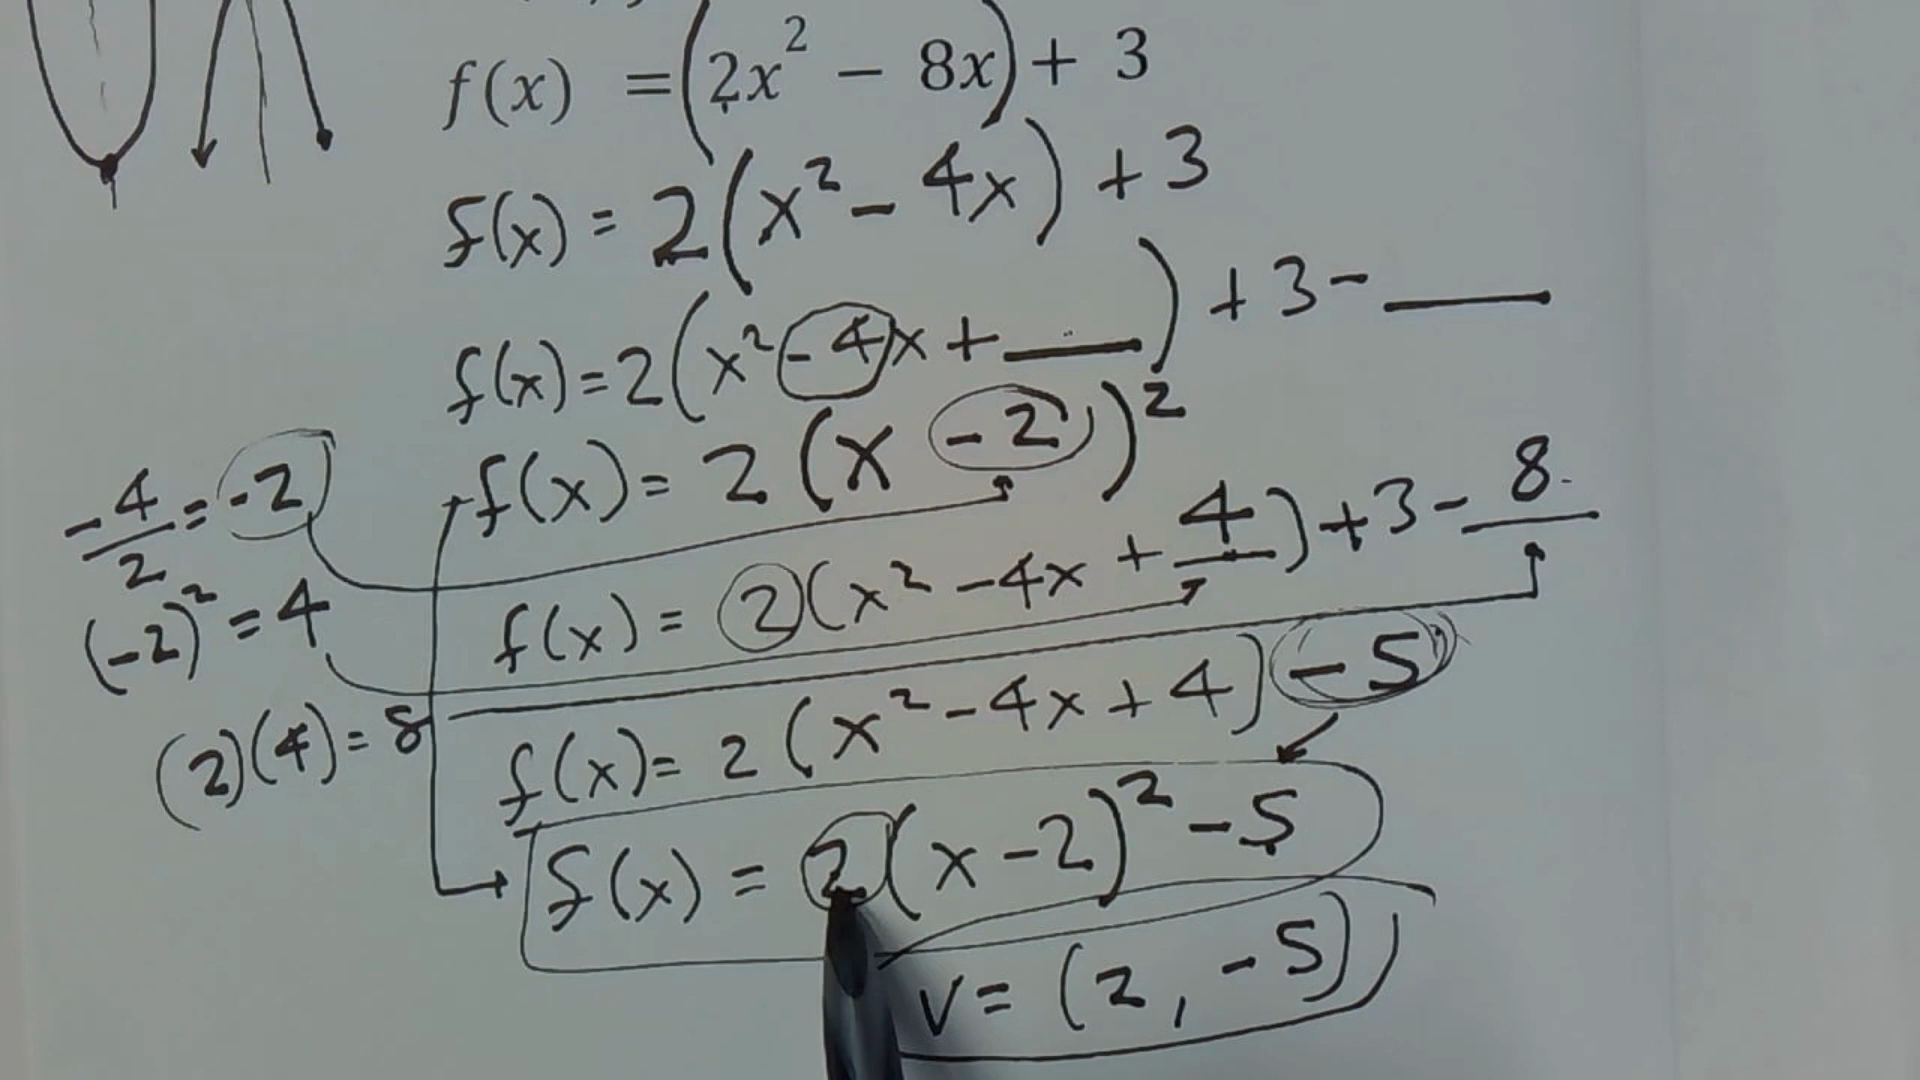 f(x) = (2x² − 8x) + 3
f(x) = 2(x² − 4x) + 3
f(x) = 2(x² − 4x + ___) + 3 − ___
f(x) = 2(x − 2)²
−4/2 = −2
f(x) = 2(x² − 4x + 4) + 3 − 8
(−2)² = 4
f(x) = 2(x² − 4x + 4) − 5
(2)(4) = 8
f(x) = 2(x − 2)² − 5
v = (2, −5)